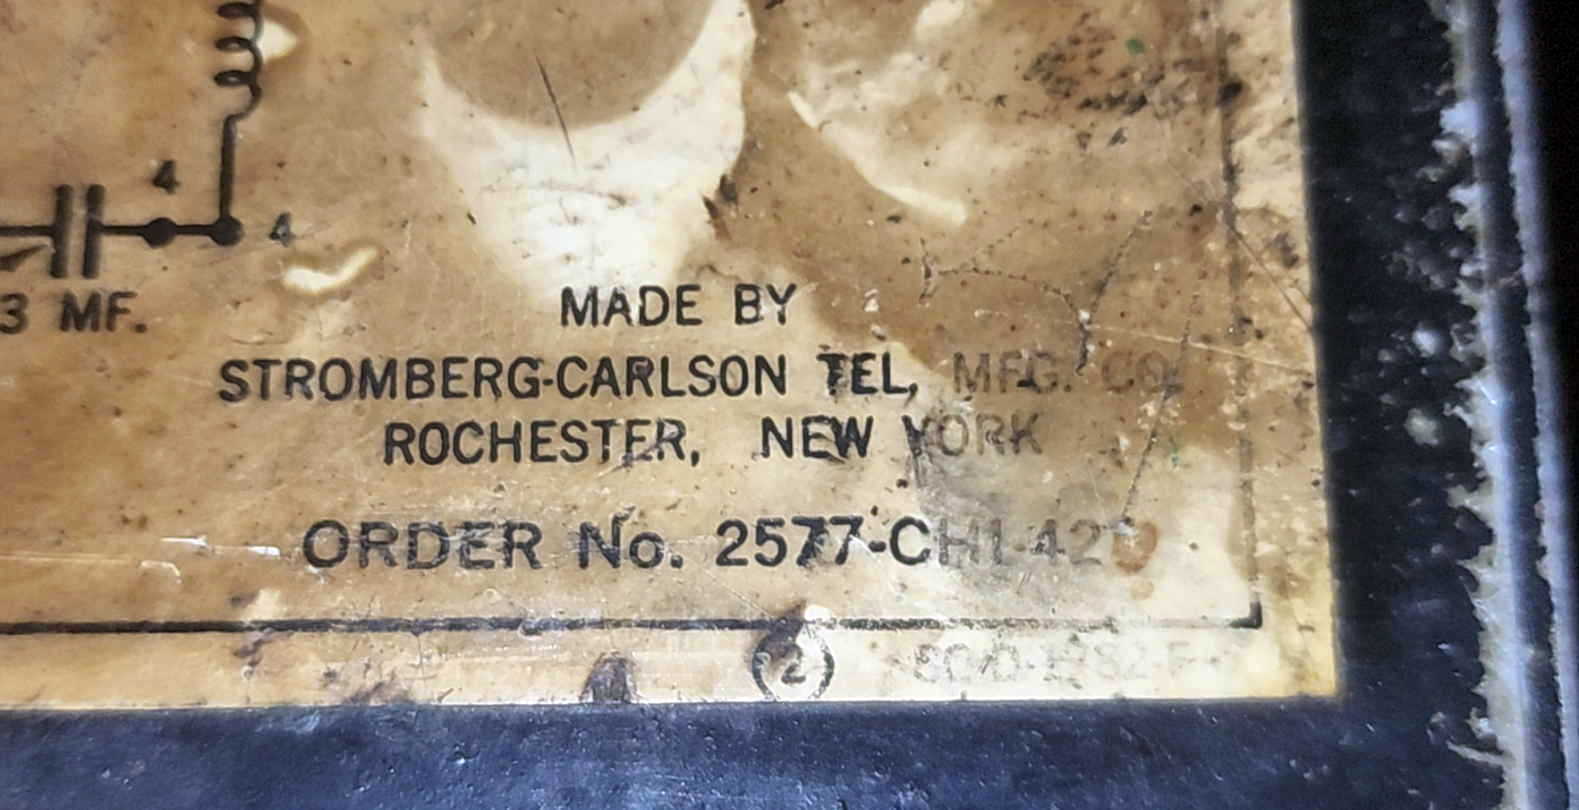 4
4
3 MF.
MADE BY
STROMBERG-CARLSON TEL. MFG. CO.
ROCHESTER, NEW YORK
ORDER No. 2577-CHI-42
2